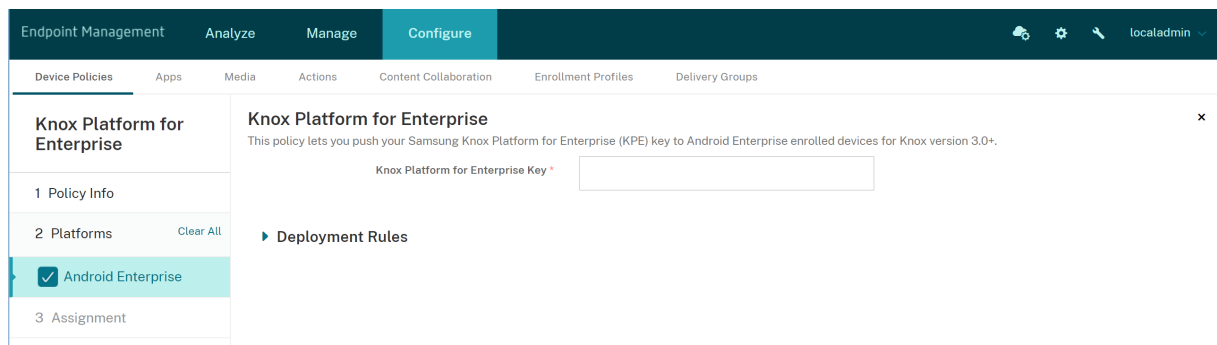 Endpoint Management Analyze Manage Configure localadmin
Device Policies Apps Media Actions Content Collaboration Enrollment Profiles Delivery Groups
Knox Platform for
Enterprise
1 Policy Info
2 Platforms Clear All
Android Enterprise
3 Assignment
Knox Platform for Enterprise
This policy lets you push your Samsung Knox Platform for Enterprise (KPE) key to Android Enterprise enrolled devices for Knox version 3.0+.
Knox Platform for Enterprise Key *
Deployment Rules